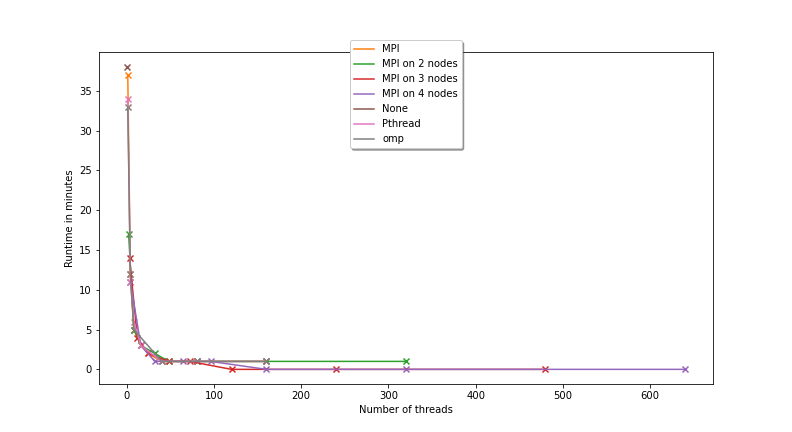 MPI
MPI on 2 nodes
MPI on 3 nodes
MPI on 4 nodes
None
Pthread
omp
Runtime in minutes
35
30
25
20
15
10
5
0
0 100 200 300 400 500 600
Number of threads